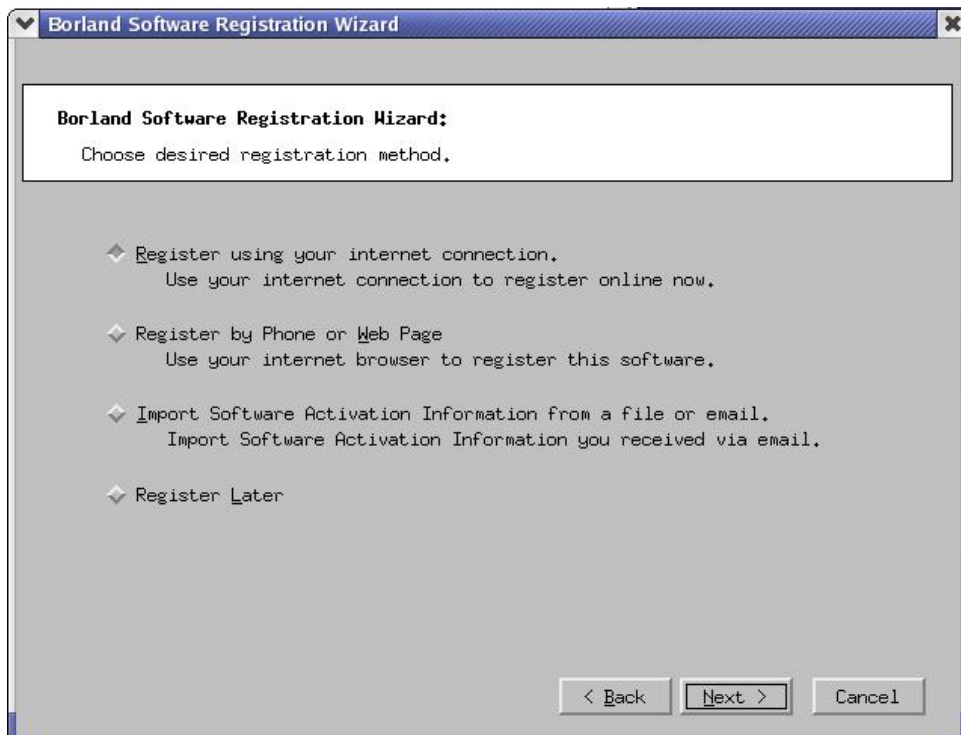 Borland Software Registration Wizard
Borland Software Registration Wizard:
Choose desired registration method.
Register using your internet connection.
Use your internet connection to register online now.
Register by Phone or Web Page
Use your internet browser to register this software.
Import Software Activation Information from a file or email.
Import Software Activation Information you received via email.
Register Later
< Back Next > Cancel